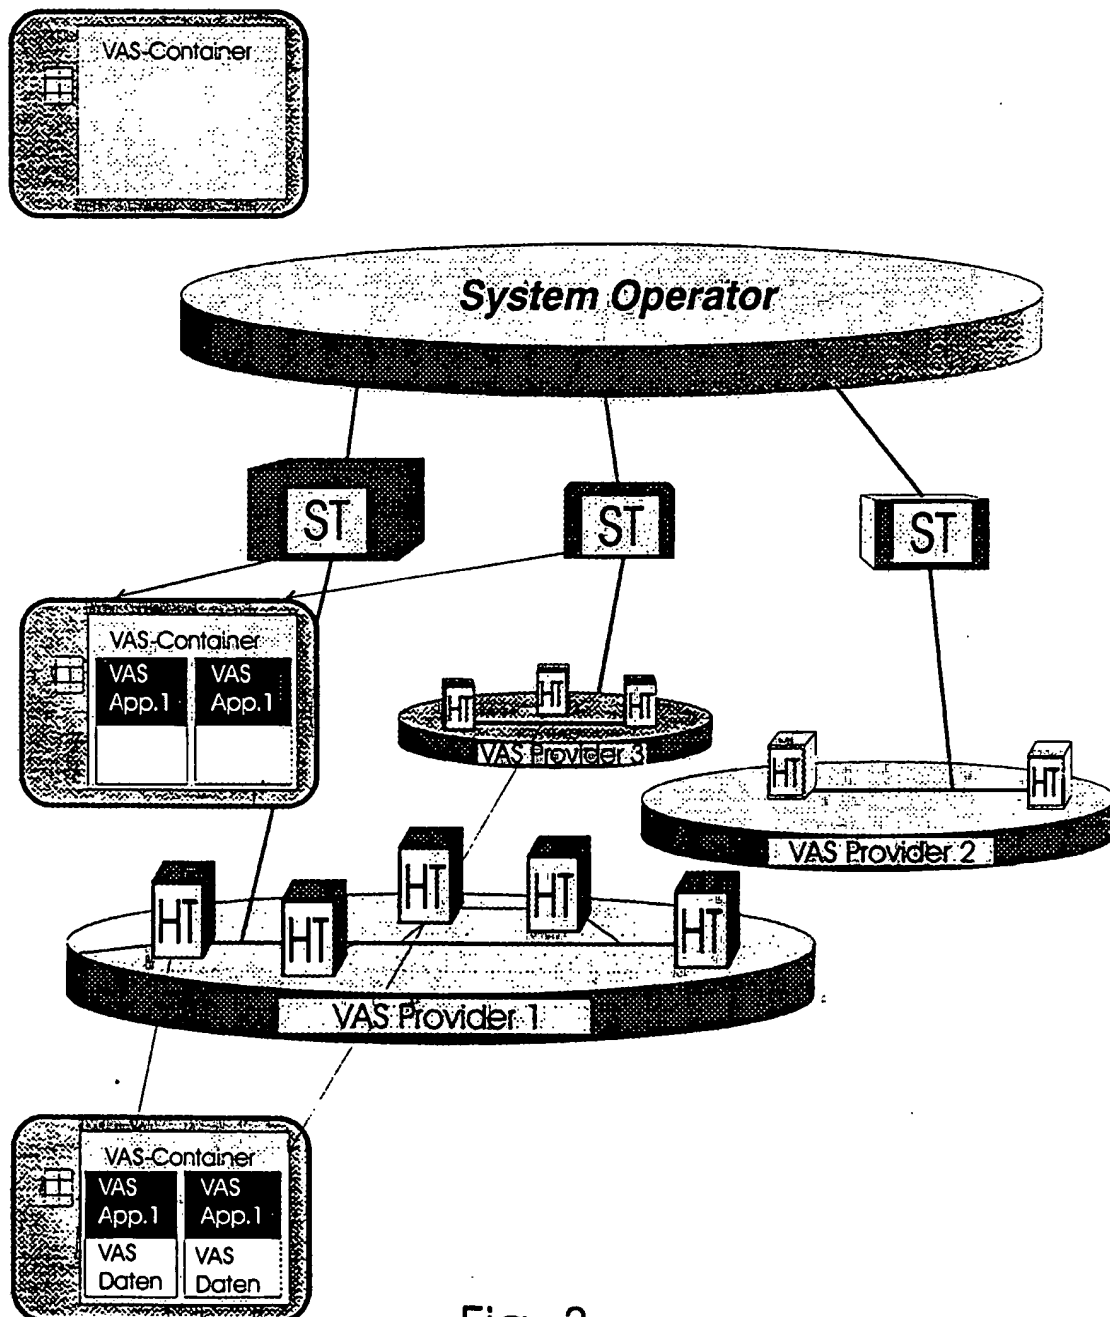 VAS-Container
System Operator
ST
ST
ST
VAS-Container
VAS
App.1
VAS
App.1
HT
HT
HT
VAS Provider 3
HT
HT
VAS Provider 2
HT
HT
HT
HT
HT
VAS Provider 1
VAS-Container
VAS
App.1
VAS
App.1
VAS
Daten
VAS
Daten